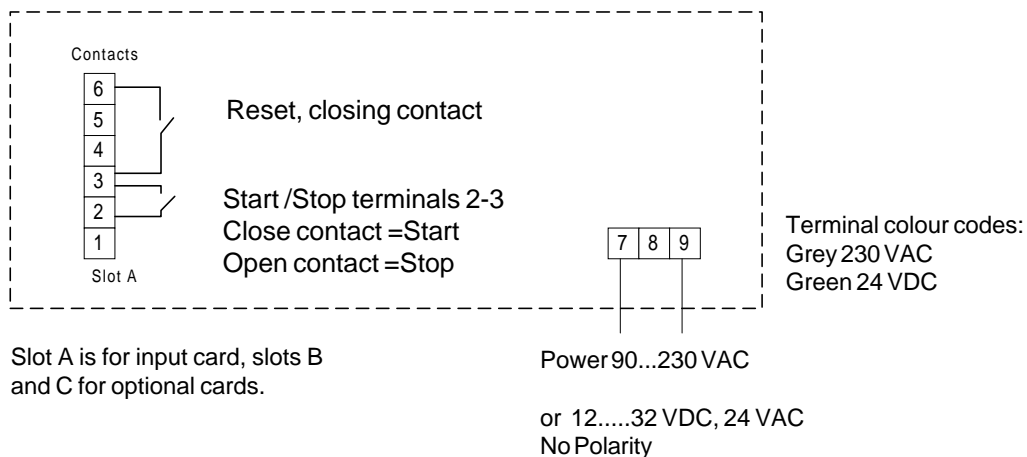 Contacts
6
5
4
3
2
1
Slot A
Reset, closing contact
Start /Stop terminals 2-3
Close contact =Start
Open contact =Stop
7 8 9
Terminal colour codes:
Grey 230 VAC
Green 24 VDC
Slot A is for input card, slots B
and C for optional cards.
Power 90...230 VAC
or 12.....32 VDC, 24 VAC
No Polarity